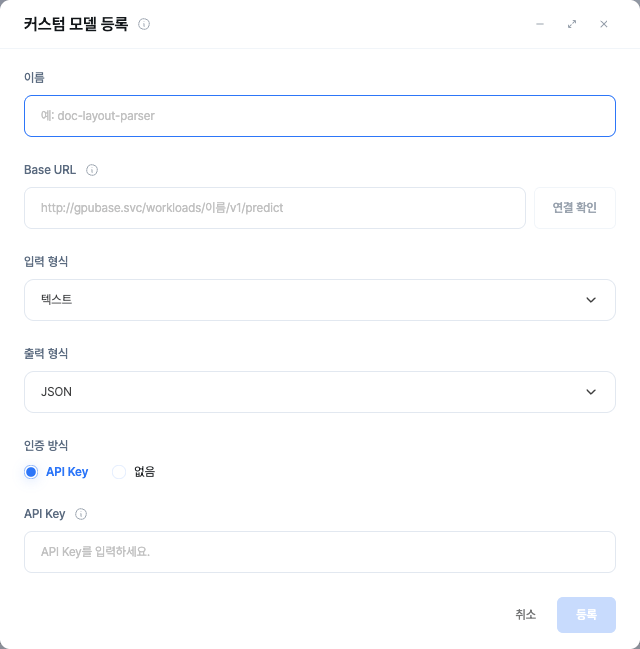 커스텀 모델 등록
이름
예: doc-layout-parser
Base URL
http://gpubase.svc/workloads/이름/v1/predict
연결 확인
입력 형식
텍스트
출력 형식
JSON
인증 방식
API Key
없음
API Key
API Key를 입력하세요.
취소
등록